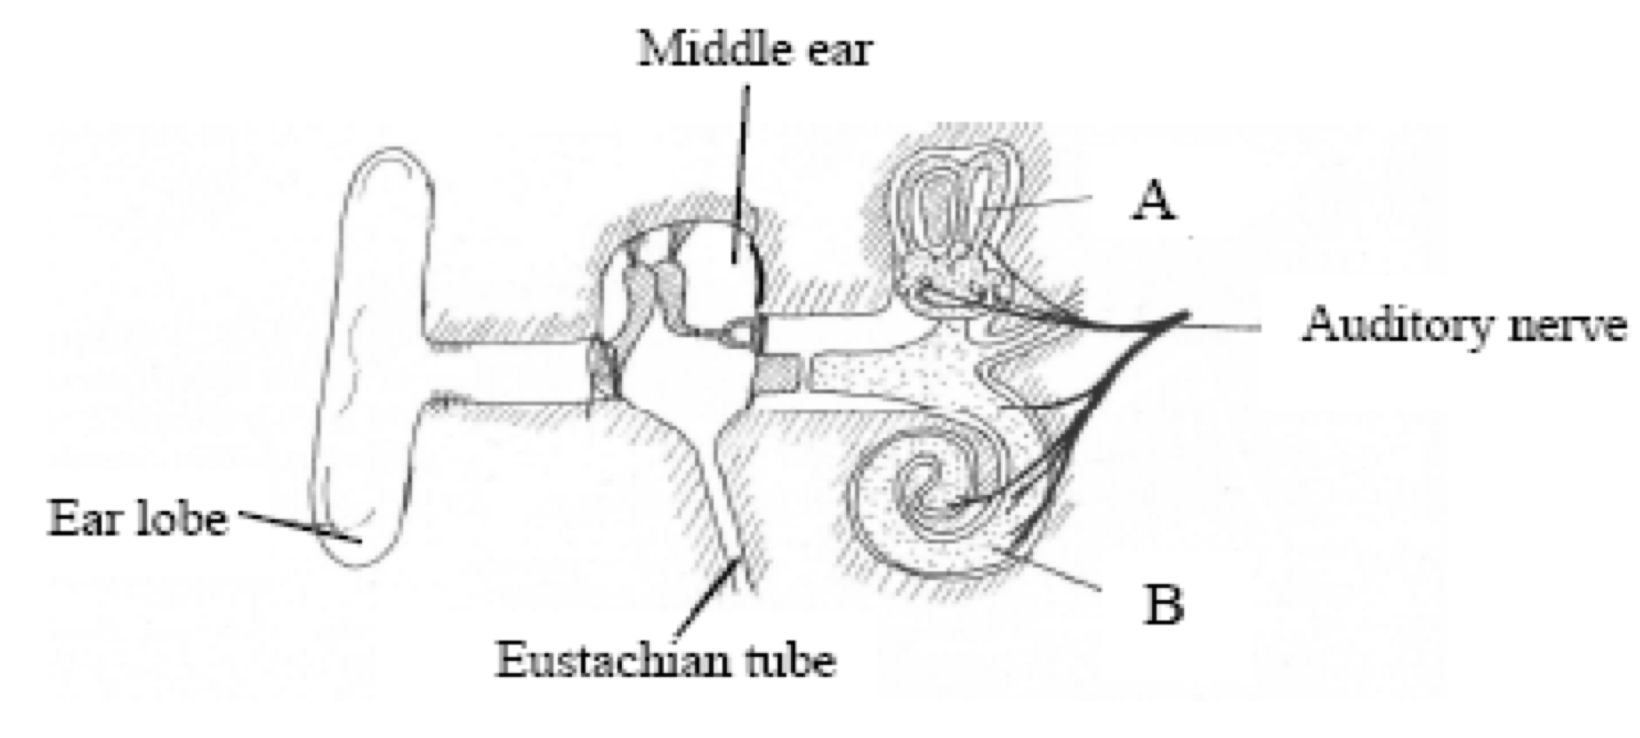 Middle ear
A
Auditory nerve
Ear lobe
B
Eustachian tube